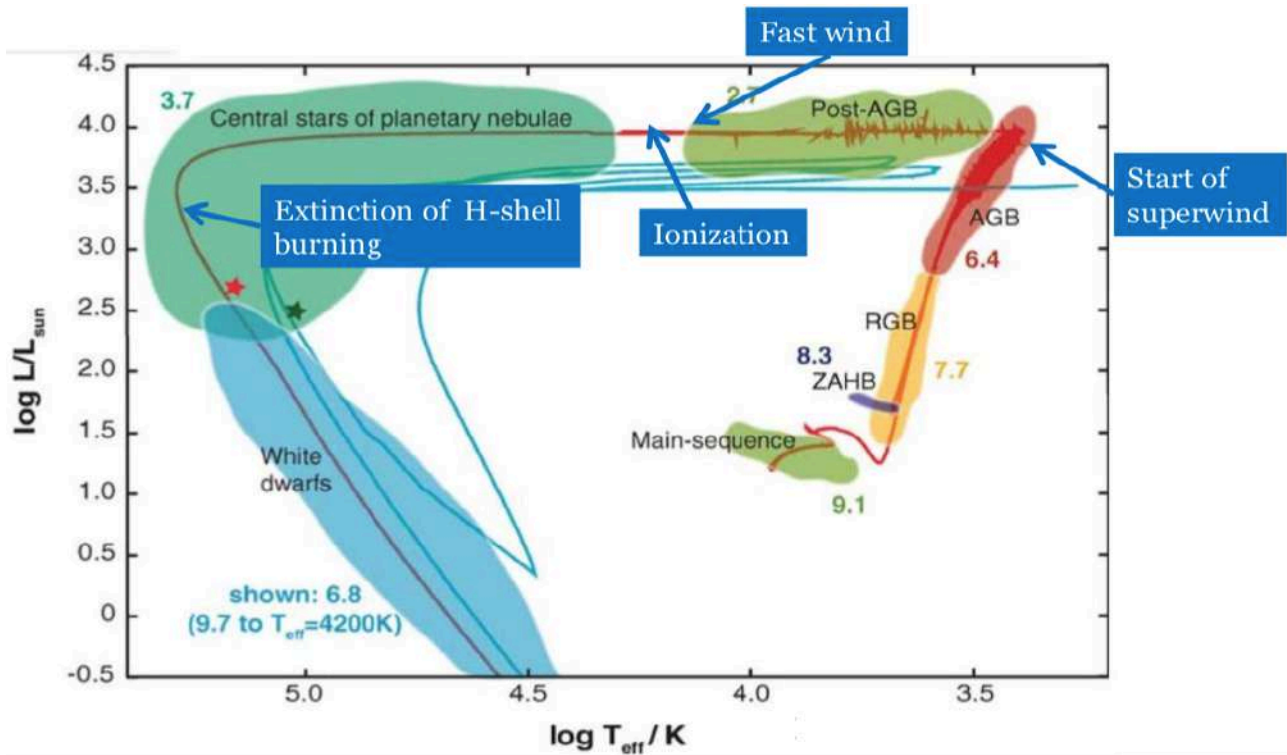 Fast wind
4.5
4.0
3.5
3.0
2.5
2.0
1.5
1.0
0.5
0
-0.5
log L/Lsun
3.7
Central stars of planetary nebulae
2.7
Post-AGB
Start of
superwind
Extinction of H-shell
burning
Ionization
AGB
6.4
RGB
8.3
ZAHB
7.7
Main-sequence
9.1
White
dwarfs
shown: 6.8
(9.7 to Teff=4200K)
5.0
4.5
4.0
3.5
log Teff / K